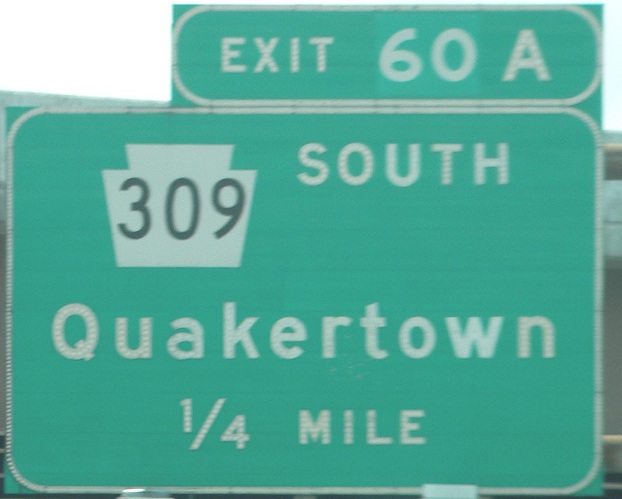 EXIT 60 A
309 SOUTH
Quakertown
1/4 MILE